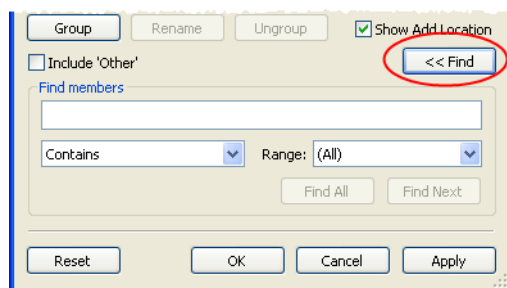 Group Rename Ungroup Show Add Location
Include 'Other' << Find
Find members
Contains Range: (All)
Find All Find Next
Reset OK Cancel Apply